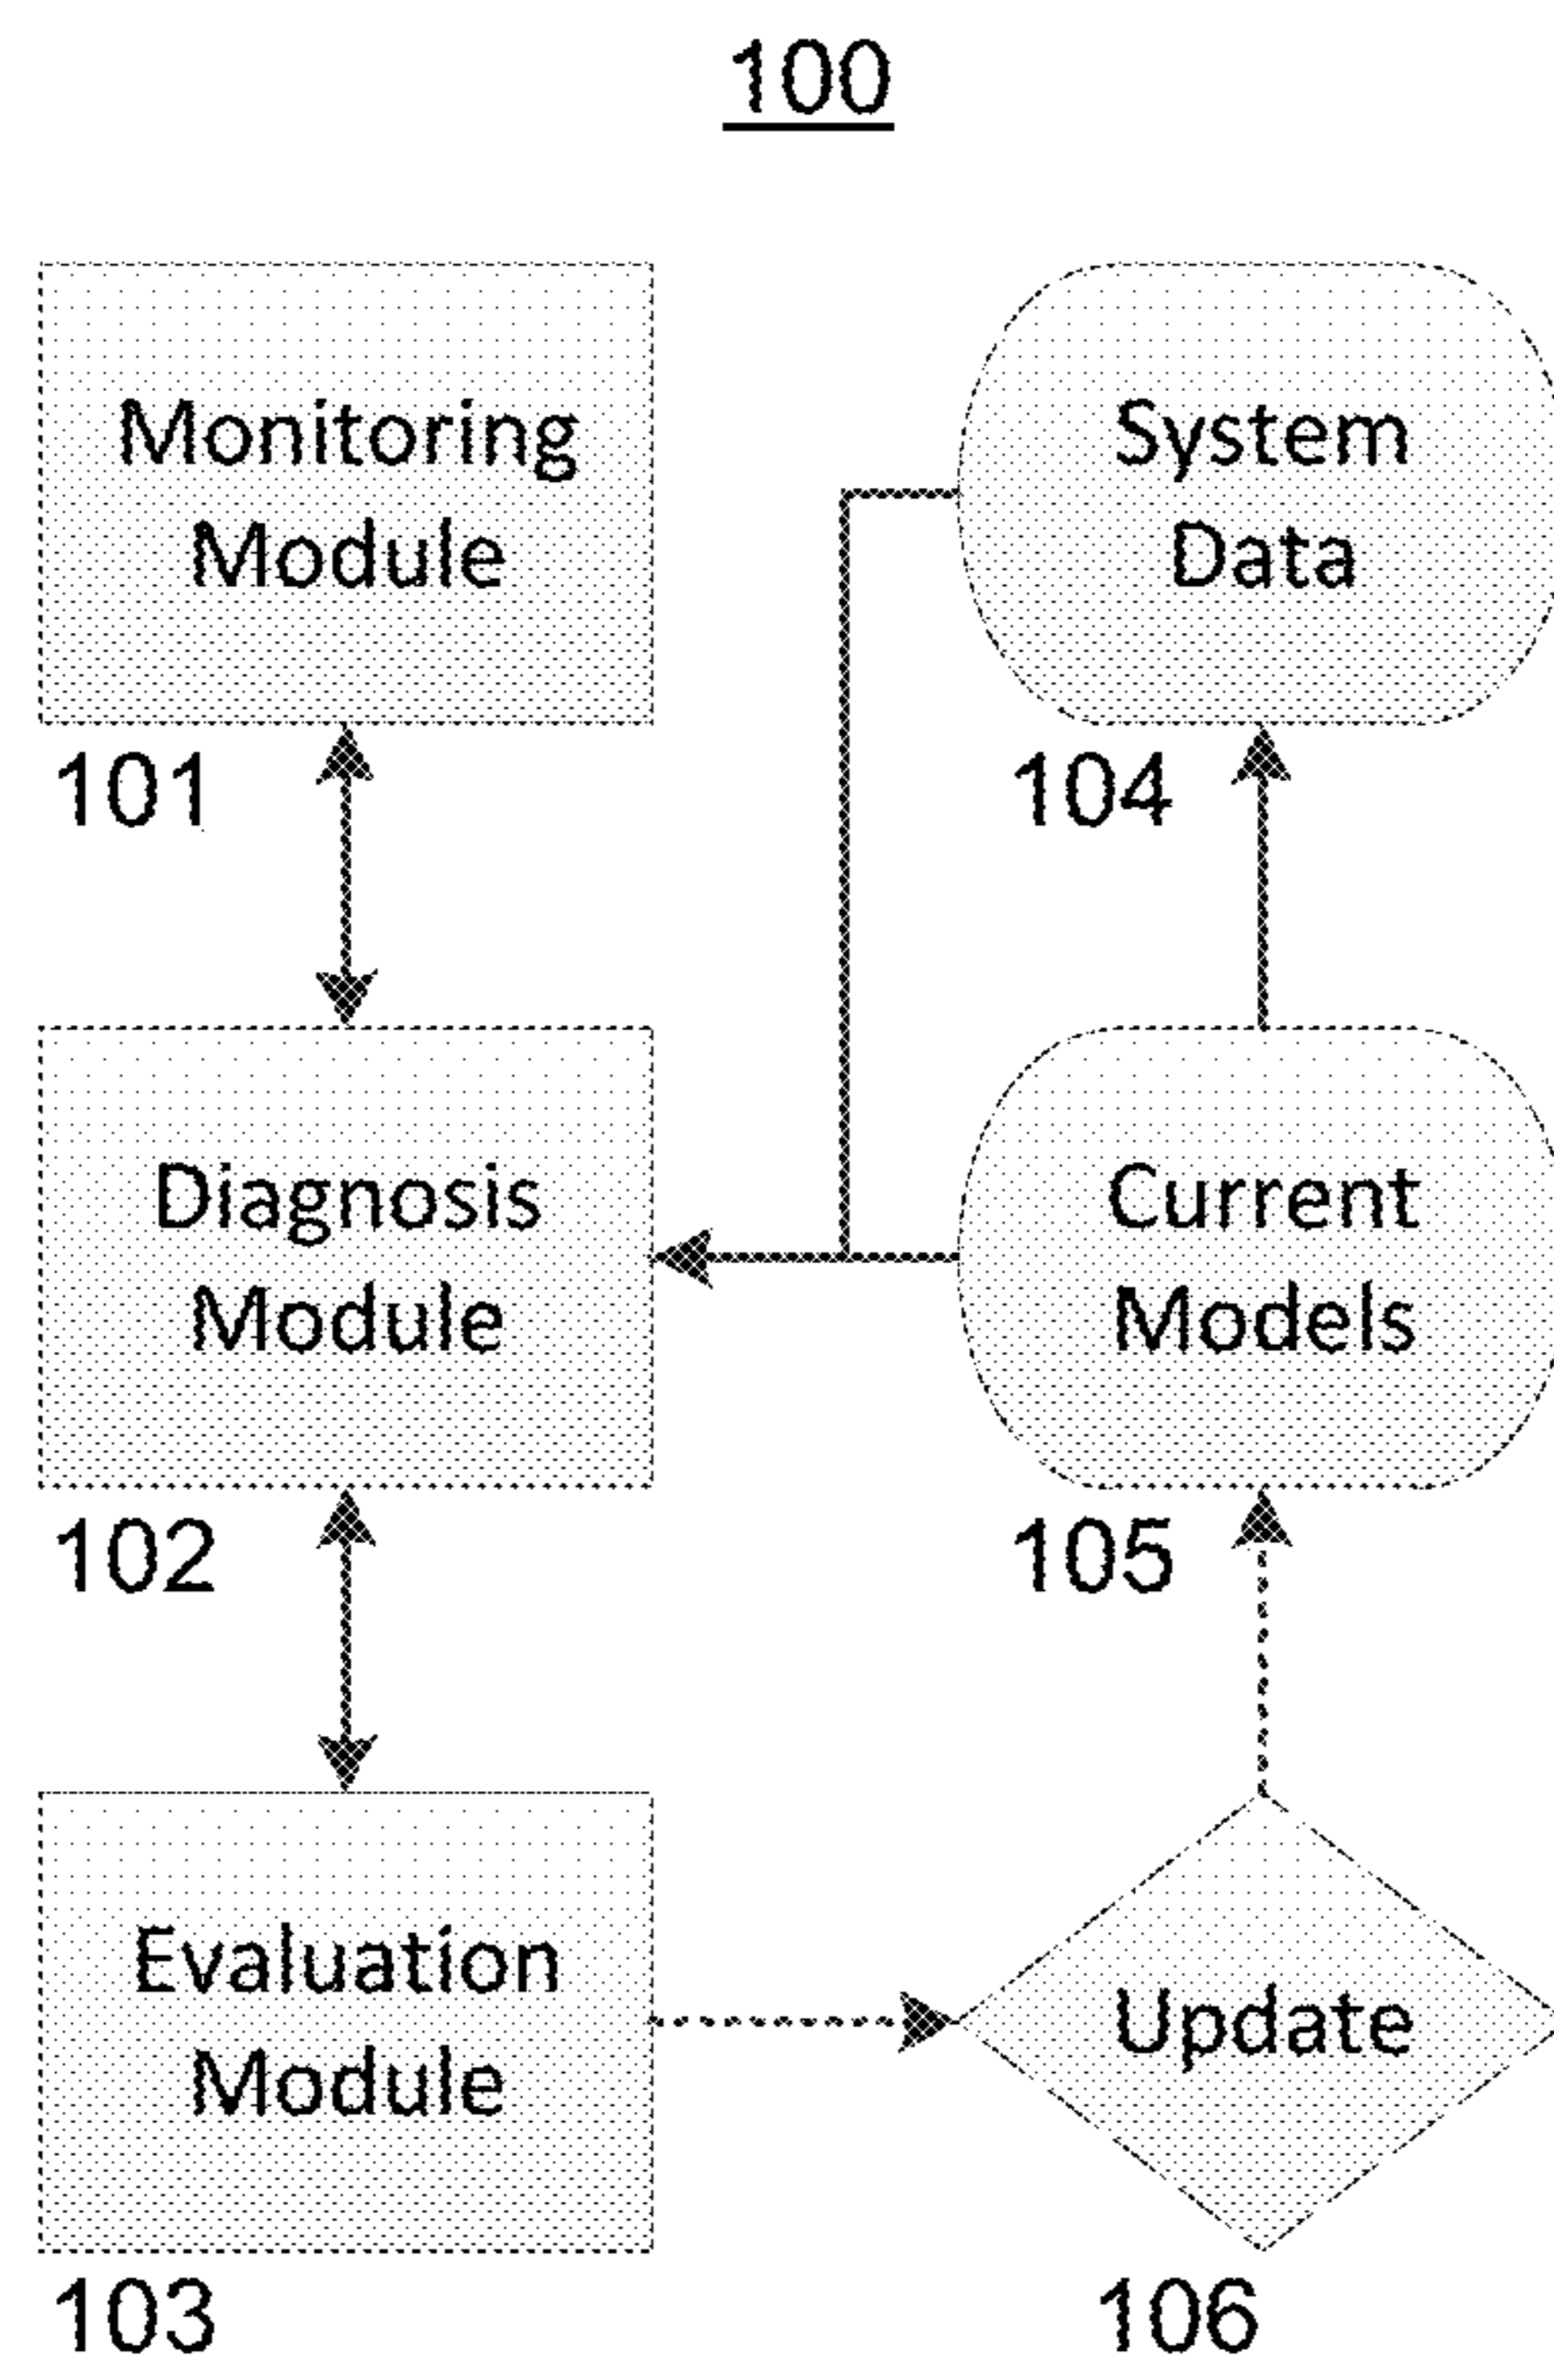 100
Monitoring
Module
101
System
Data
104
Diagnosis
Module
102
Current
Models
105
Evaluation
Module
103
Update
106